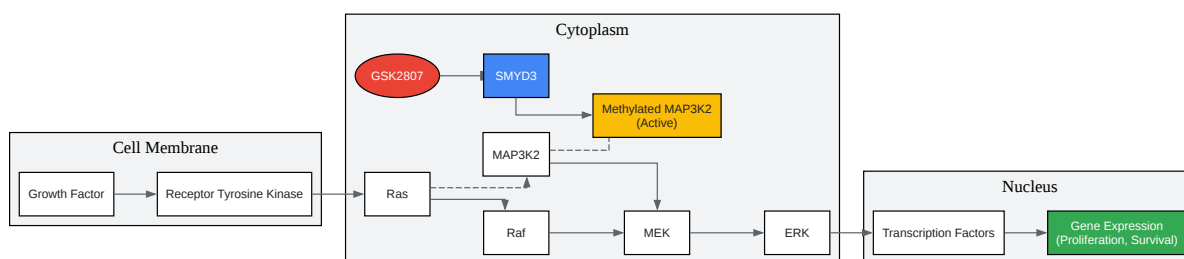 Cytoplasm
GSK2807
SMYD3
Methylated MAP3K2
(Active)
Cell Membrane
MAP3K2
Growth Factor
Receptor Tyrosine Kinase
Ras
Nucleus
Raf
MEK
ERK
Transcription Factors
Gene Expression
(Proliferation, Survival)